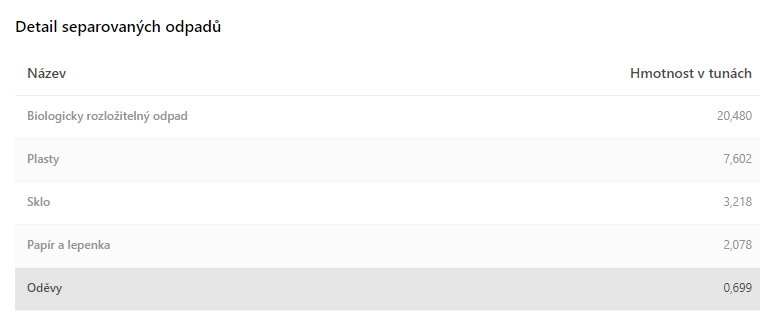 Detail separovaných odpadů
Název Hmotnost v tunách
Biologicky rozložitelný odpad 20,480
Plasty 7,602
Sklo 3,218
Papír a lepenka 2,078
Oděvy 0,699